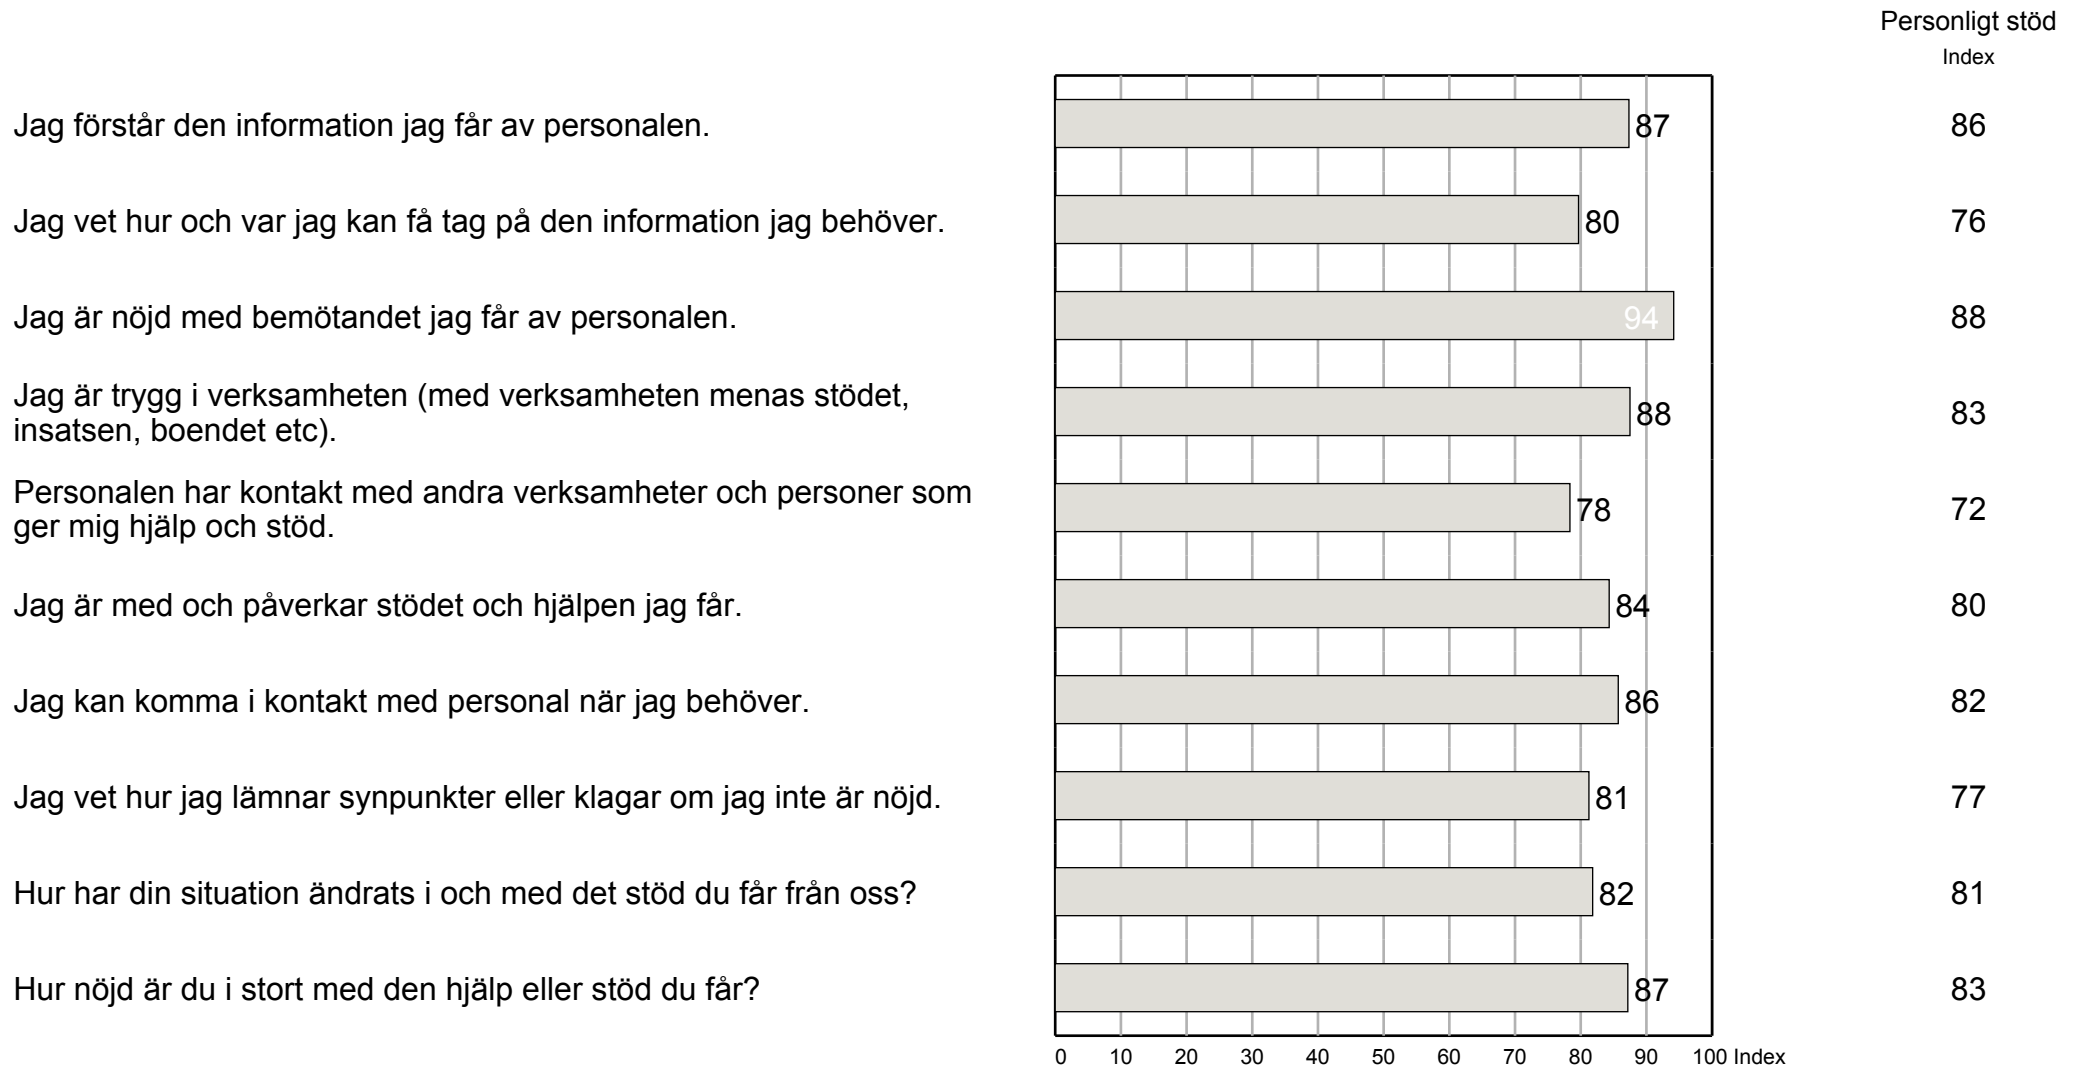 Personligt stöd
Index
Jag förstår den information jag får av personalen. 87 86
Jag vet hur och var jag kan få tag på den information jag behöver. 80 76
Jag är nöjd med bemötandet jag får av personalen. 94 88
Jag är trygg i verksamheten (med verksamheten menas stödet,
insatsen, boendet etc). 88 83
Personalen har kontakt med andra verksamheter och personer som
ger mig hjälp och stöd. 78 72
Jag är med och påverkar stödet och hjälpen jag får. 84 80
Jag kan komma i kontakt med personal när jag behöver. 86 82
Jag vet hur jag lämnar synpunkter eller klagar om jag inte är nöjd. 81 77
Hur har din situation ändrats i och med det stöd du får från oss? 82 81
Hur nöjd är du i stort med den hjälp eller stöd du får? 87 83
0 10 20 30 40 50 60 70 80 90 100 Index